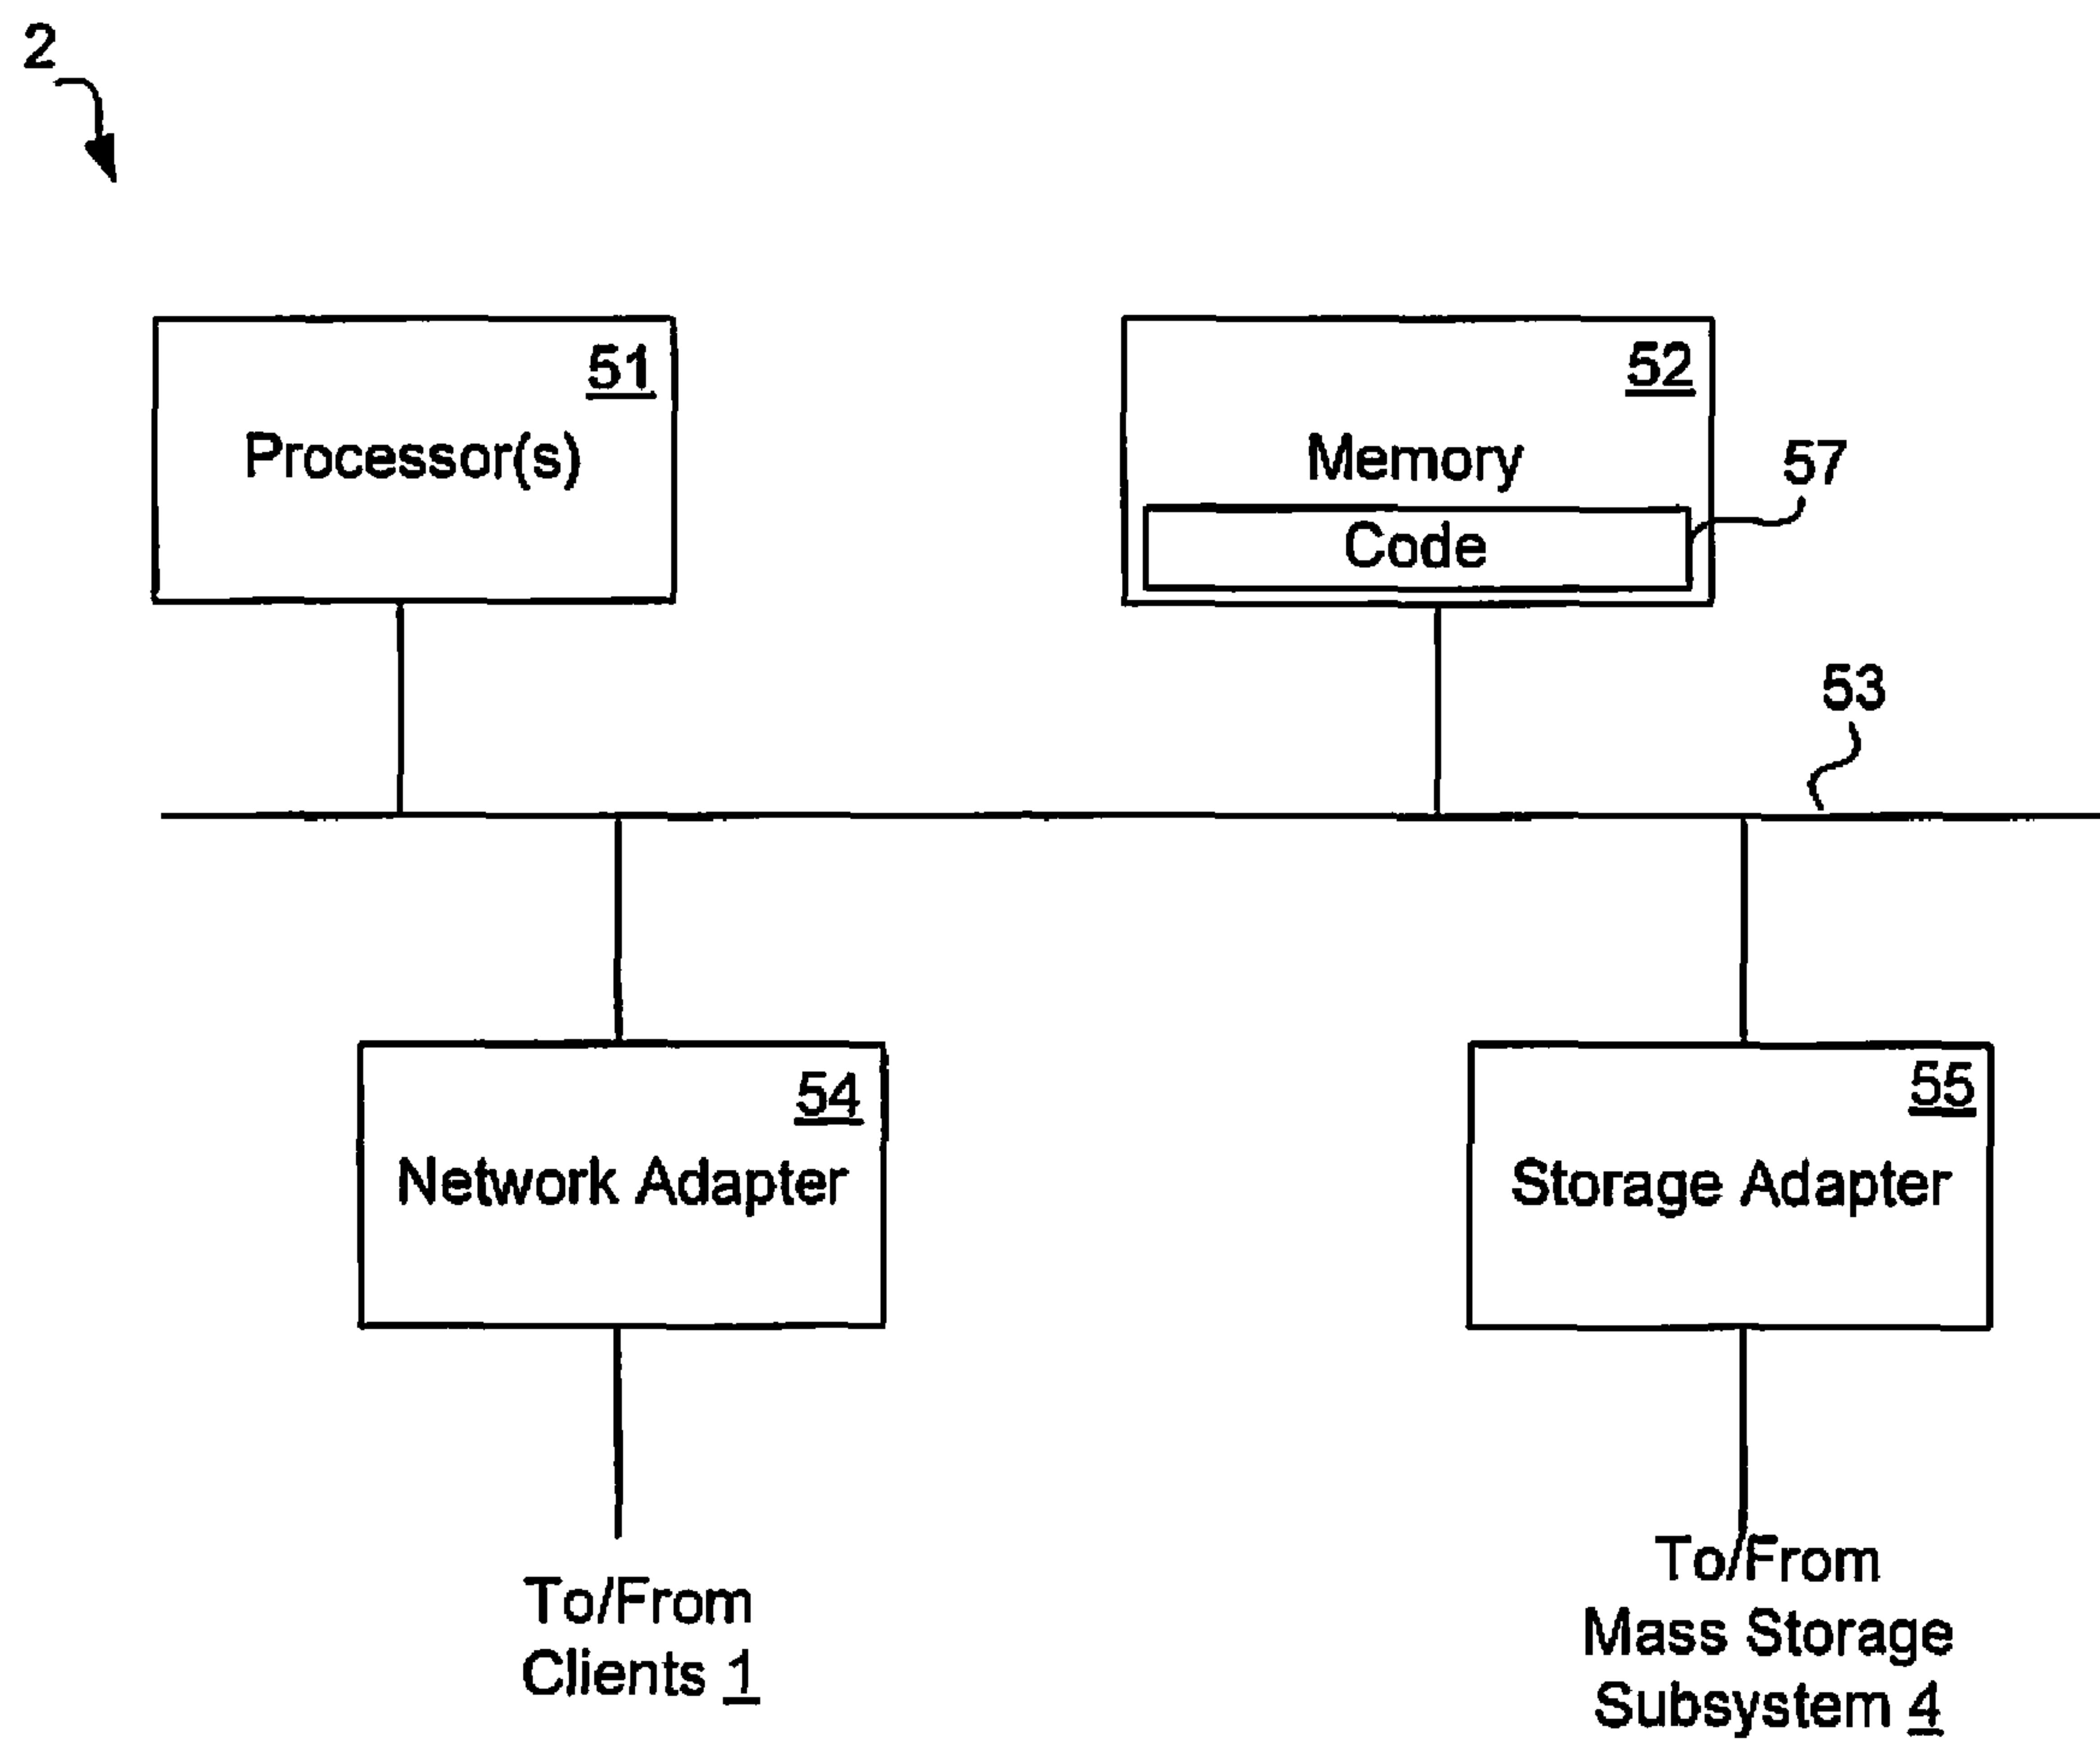 2
51
Processor(s)
52
Memory
57
Code
53
54
Network Adapter
55
Storage Adapter
To/From
Clients 1
To/From
Mass Storage
Subsystem 4